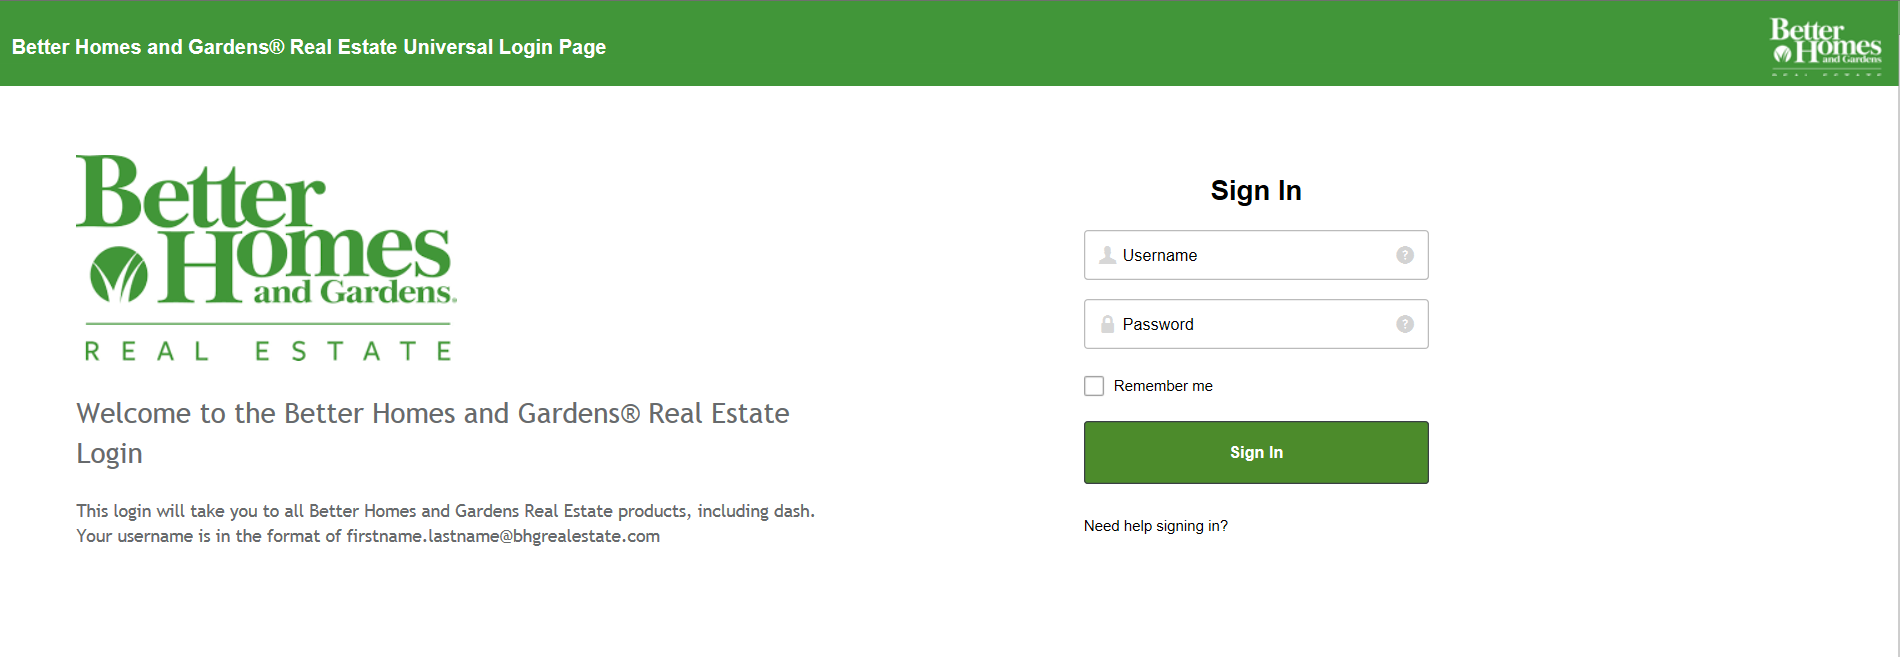 Better Homes and Gardens® Real Estate Universal Login Page
Better
Homes
and Gardens
REAL ESTATE
Better
Homes
and Gardens.
REAL ESTATE
Welcome to the Better Homes and Gardens® Real Estate
Login
This login will take you to all Better Homes and Gardens Real Estate products, including dash.
Your username is in the format of firstname.lastname@bhgrealestate.com
Sign In
Username
?
Password
?
Remember me
Sign In
Need help signing in?